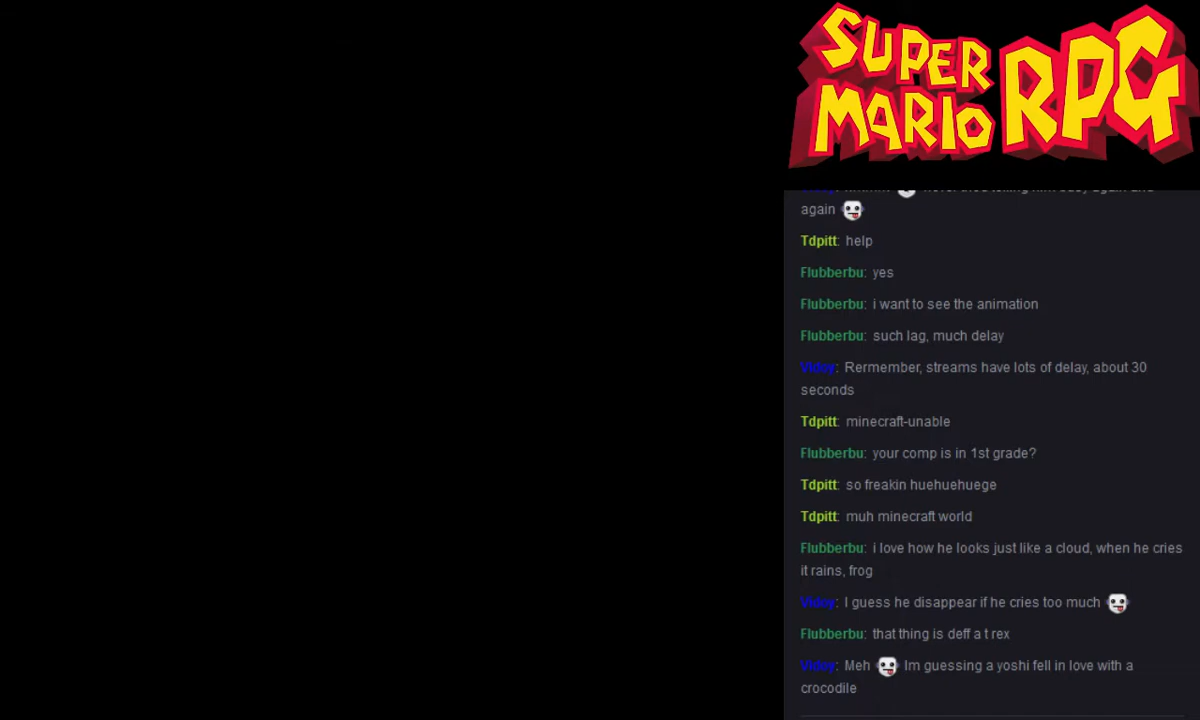 SUPER
MARIO RPG
again
Tdpitt: help
Flubberbu: yes
Flubberbu: i want to see the animation
Flubberbu: such lag, much delay
Rermember, streams have lots of delay, about 30
seconds
Tdpitt: minecraft-unable
Flubberbu: your comp is in 1st grade?
Tdpitt: so freakin huehuehuege
Tdpitt: muh minecraft world
Flubberbu: i love how he looks just like a cloud, when he cries
it rains, frog
I guess he disappear if he cries too much
Flubberbu: that thing is deff a t rex
Meh Im guessing a yoshi fell in love with a
crocodile